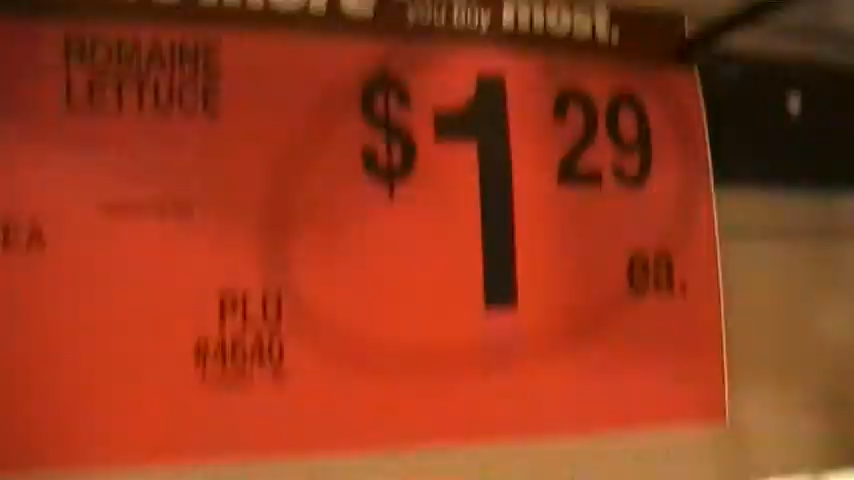 you buy most.
ROMAINE
LETTUCE
$1 29
EA
ea.
PLU
#4640